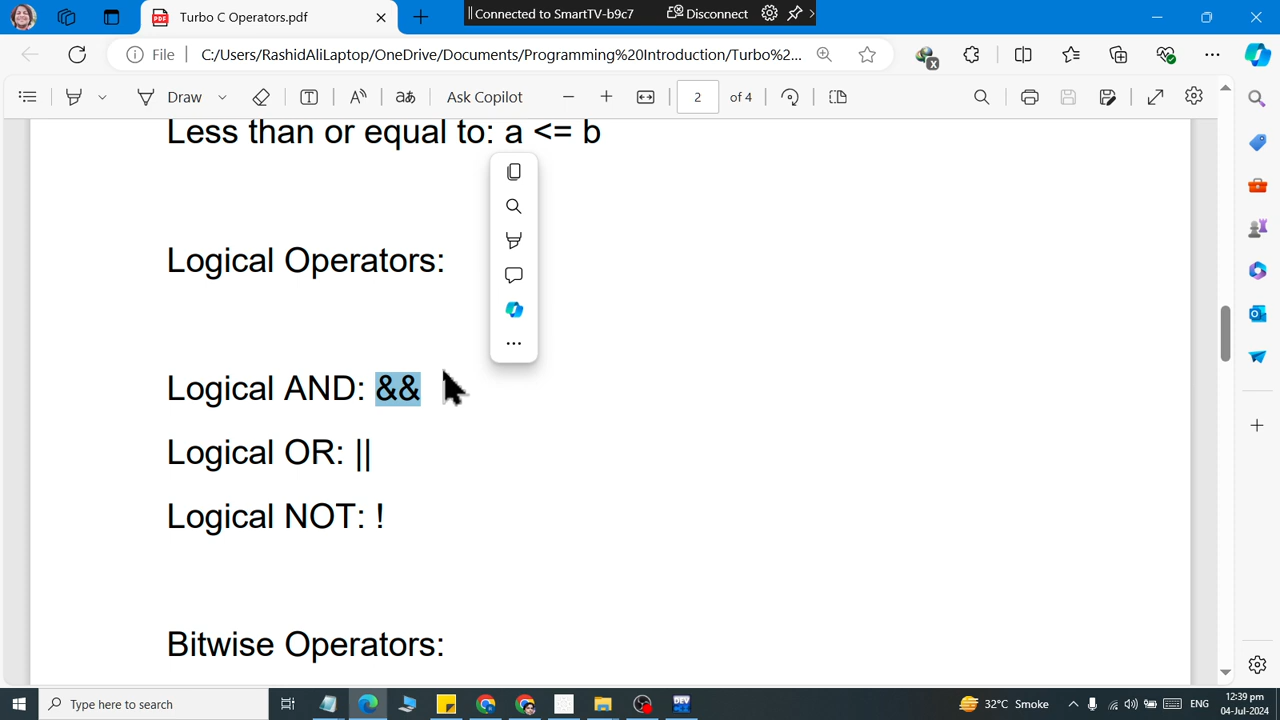 Turbo C Operators.pdf
Connected to SmartTV-b9c7
Disconnect
File
C:/Users/RashidAliLaptop/OneDrive/Documents/Programming%20Introduction/Turbo%2...
Draw
Ask Copilot
2
of 4
Less than or equal to: a <= b
Logical Operators:
Logical AND: &&
Logical OR: ||
Logical NOT: !
Bitwise Operators:
Type here to search
DEV
32°C Smoke
ENG
12:39 pm
04-Jul-2024